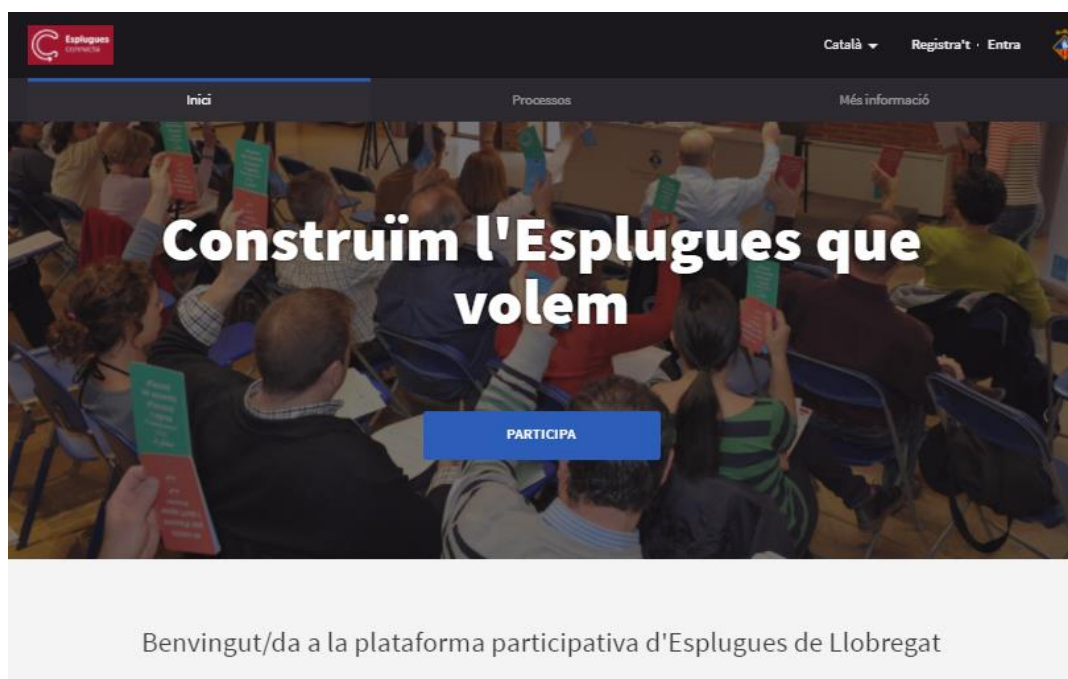 Esplugues
connecta
Català
Registra't · Entra
Inici
Processos
Més informació
Construïm l'Esplugues que
volem
PARTICIPA
Benvingut/da a la plataforma participativa d'Esplugues de Llobregat